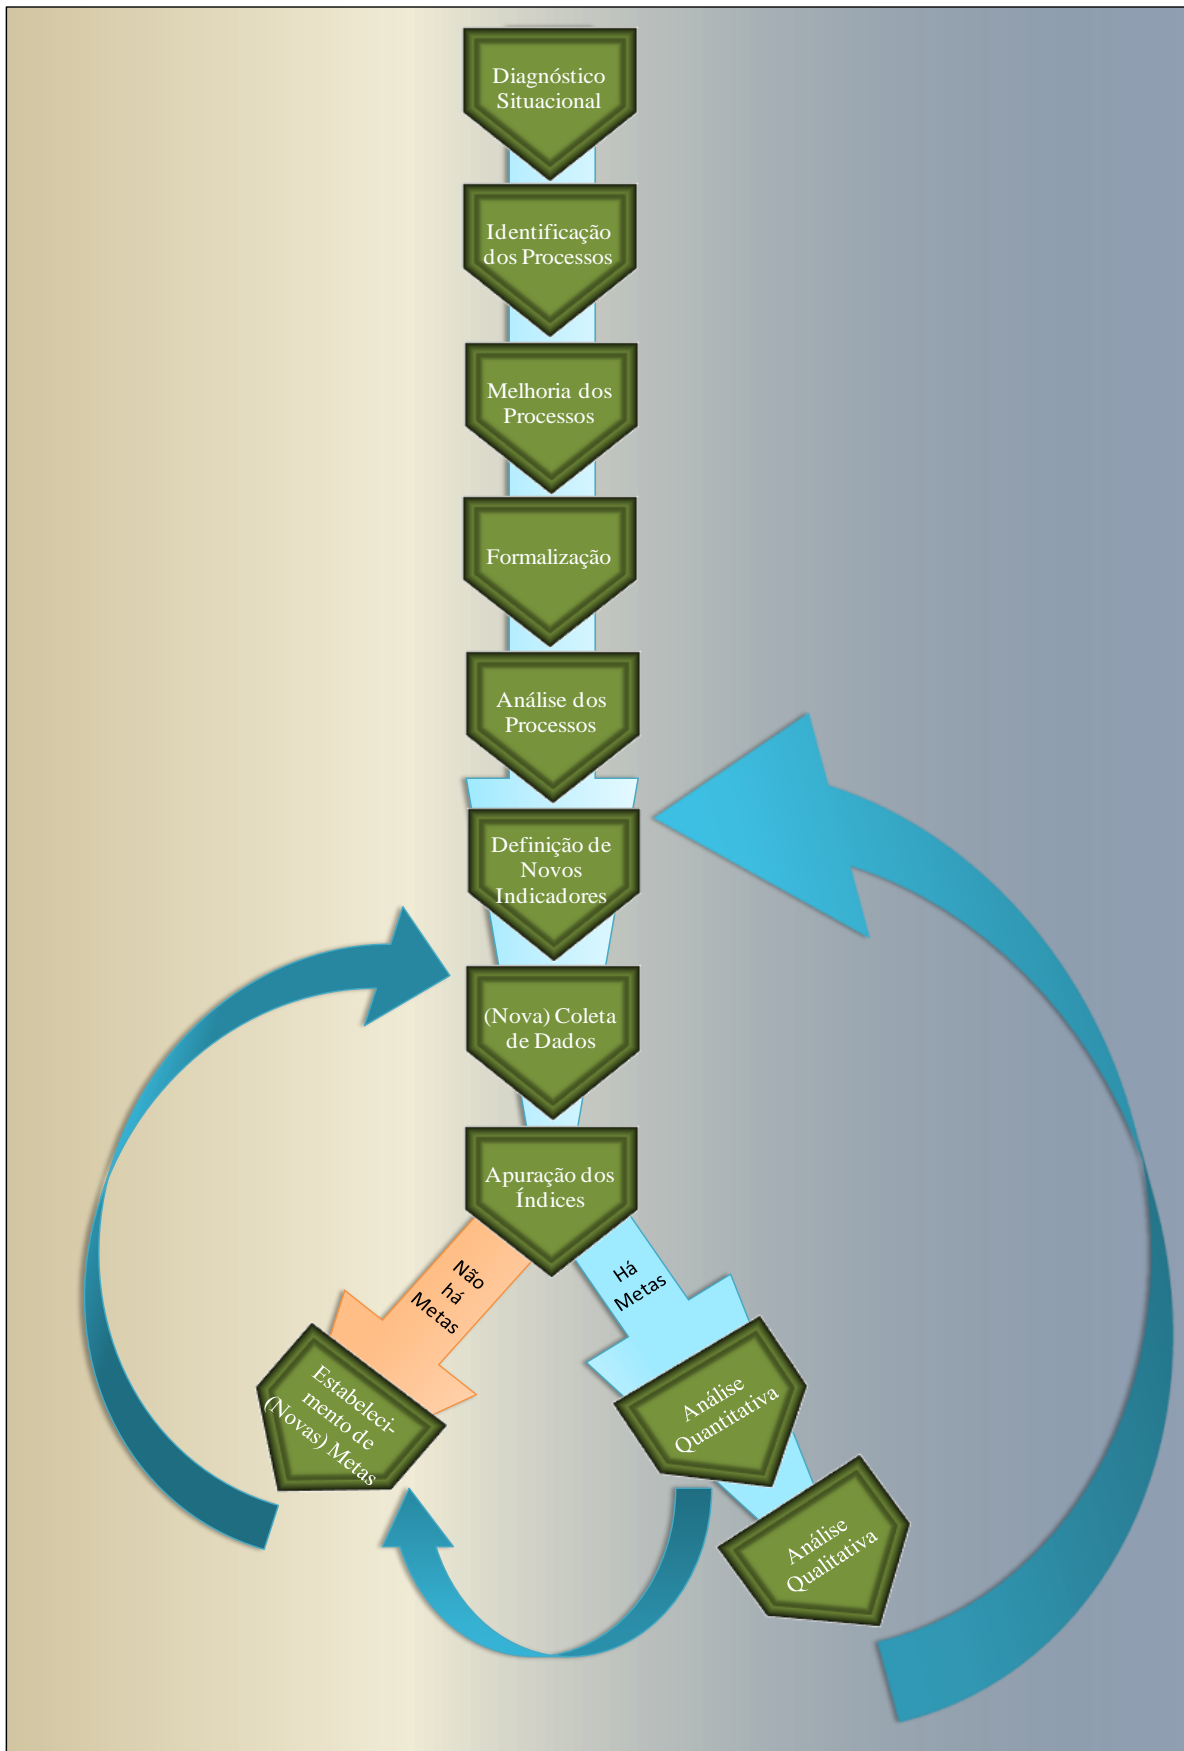 Diagnóstico
Situacional
Identificação
dos Processos
Melhoria dos
Processos
Formalização
Análise dos
Processos
Definição de
Novos
Indicadores
(Nova) Coleta
de Dados
Apuração dos
Índices
Não
há
Metas
Há
Metas
Estabeleci-
mento de
(Novas) Metas
Análise
Quantitativa
Análise
Qualitativa